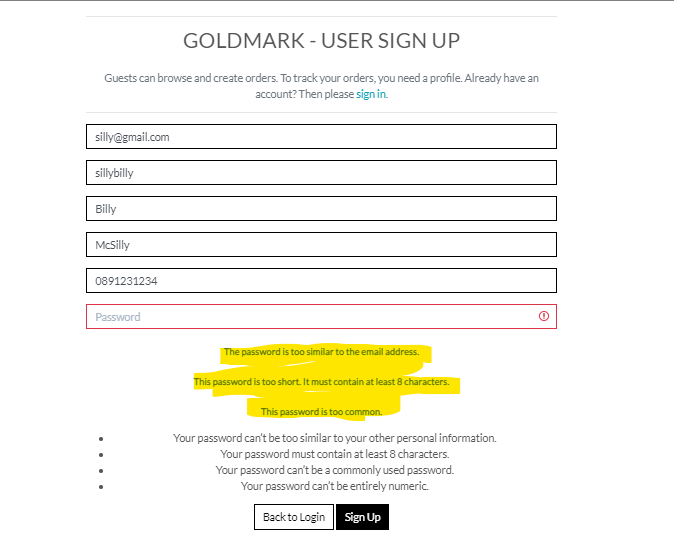 GOLDMARK - USER SIGN UP
Guests can browse and create orders. To track your orders, you need a profile. Already have an
account? Then please sign in.
silly@gmail.com
sillybilly
Billy
McSilly
0891231234
Password
The password is too similar to the email address.
This password is too short. It must contain at least 8 characters.
This password is too common.
Your password can't be too similar to your other personal information.
Your password must contain at least 8 characters.
Your password can't be a commonly used password.
Your password can't be entirely numeric.
Back to Login Sign Up